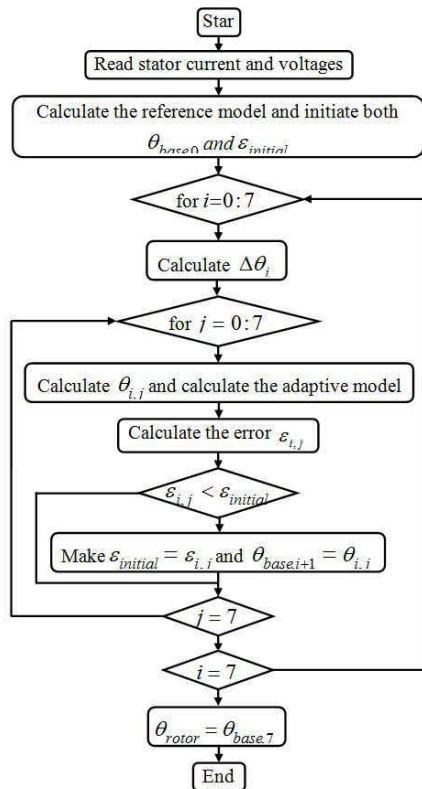 Star
Read stator current and voltages
Calculate the reference model and initiate both
θbase.0 and εinitial
for i=0:7
Calculate Δθi
for j = 0:7
Calculate θi,j and calculate the adaptive model
Calculate the error εi,j
εi,j < εinitial
Make εinitial = εi,j and θbase.i+1 = θi,j
j = 7
i = 7
θrotor = θbase.7
End